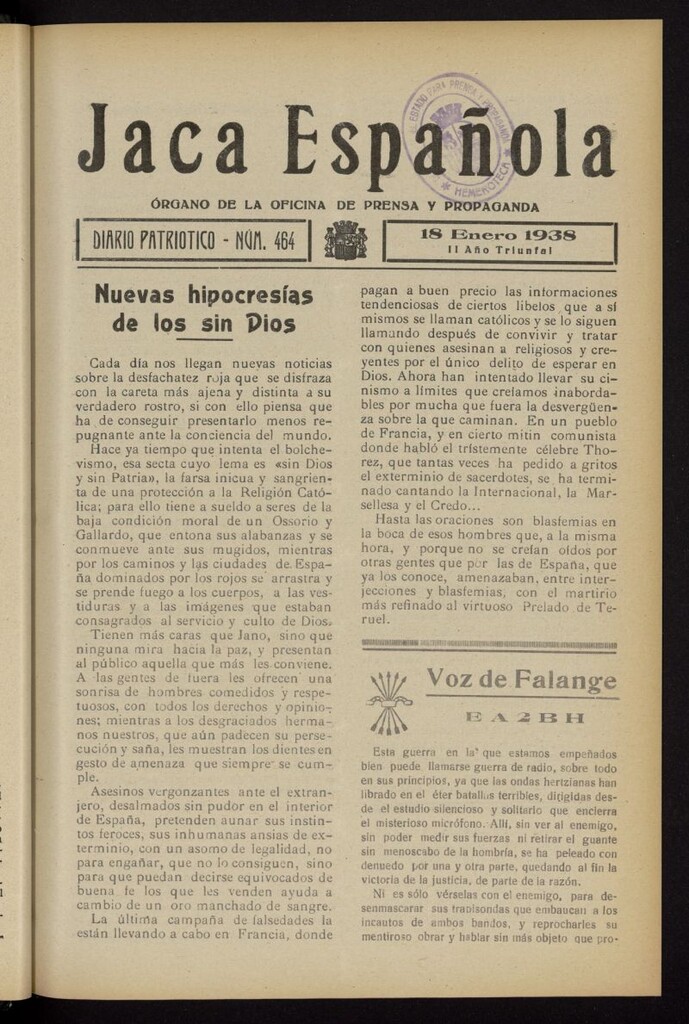 Jaca Española
ESTADO PARA PRENSA Y PROPAGANDA
HEMEROTECA
ÓRGANO DE LA OFICINA DE PRENSA Y PROPAGANDA
DIARIO PATRIOTICO - NÚM. 464
18 Enero 1938
II Año Triunfal
Nuevas hipocresías
de los sin Dios
Cada día nos llegan nuevas noticias
sobre la desfachatez roja que se disfraza
con la careta más ajena y distinta a su
verdadero rostro, si con ello piensa que
ha de conseguir presentarlo menos re-
pugnante ante la conciencia del mundo.
Hace ya tiempo que intenta el bolche-
vismo, esa secta cuyo lema es «sin Dios
y sin Patria», la farsa inicua y sangrien-
ta de una protección a la Religión Cató-
lica; para ello tiene a sueldo a seres de la
baja condición moral de un Ossorio y
Gallardo, que entona sus alabanzas y se
conmueve ante sus mugidos, mientras
por los caminos y las ciudades de Espa-
ña dominados por los rojos se arrastra y
se prende fuego a los cuerpos, a las ves-
tiduras y a las imágenes que estaban
consagrados al servicio y culto de Dios.
Tienen más caras que Jano, sino que
ninguna mira hacia la paz, y presentan
al público aquella que más les conviene.
A las gentes de fuera les ofrecen una
sonrisa de hombres comedidos y respe-
tuosos, con todos los derechos y opinio-
nes; mientras a los desgraciados herma-
nos nuestros, que aún padecen su perse-
cución y saña, les muestran los dientes en
gesto de amenaza que siempre se cum-
ple.
Asesinos vergonzantes ante el extran-
jero, desalmados sin pudor en el interior
de España, pretenden aunar sus instin-
tos feroces, sus inhumanas ansias de ex-
terminio, con un asomo de legalidad, no
para engañar, que no lo consiguen, sino
para que puedan decirse equivocados de
buena fe los que les venden ayuda a
cambio de un oro manchado de sangre.
La última campaña de falsedades la
están llevando a cabo en Francia, donde
pagan a buen precio las informaciones
tendenciosas de ciertos libelos que a sí
mismos se llaman católicos y se lo siguen
llamando después de convivir y tratar
con quienes asesinan a religiosos y cre-
yentes por el único delito de esperar en
Dios. Ahora han intentado llevar su ci-
nismo a límites que creíamos inaborda-
bles por mucha que fuera la desvergüen-
za sobre la que caminan. En un pueblo
de Francia, y en cierto mitin comunista
donde habló el trístemente célebre Tho-
rez, que tantas veces ha pedido a gritos
el exterminio de sacerdotes, se ha termi-
nado cantando la Internacional, la Mar-
sellesa y el Credo...
Hasta las oraciones son blasfemias en
la boca de esos hombres que, a la misma
hora, y porque no se creían oídos por
otras gentes que por las de España, que
ya los conoce, amenazaban, entre inter-
jecciones y blasfemias, con el martirio
más refinado al virtuoso Prelado de Te-
ruel.
Voz de Falange
EA2BH
Esta guerra en la que estamos empeñados
bien puede llamarse guerra de radio, sobre todo
en sus principios, ya que las ondas hertzianas han
librado en el éter batallas terribles, dirigidas des-
de el estudio silencioso y solitario que encierra
el misterioso micrófono. Allí, sin ver al enemigo,
sin poder medir sus fuerzas ni retirar el guante
sin menoscabo de la hombría, se ha peleado con
denuedo por una y otra parte, quedando al fin la
victoria de la justicia, de parte de la razón.
Ni es sólo vérselas con el enemigo, para de-
senmascarar sus trapisondas que embaucan a los
incautos de ambos bandos, y reprocharles su
mentiroso obrar y hablar sin más objeto que pro-